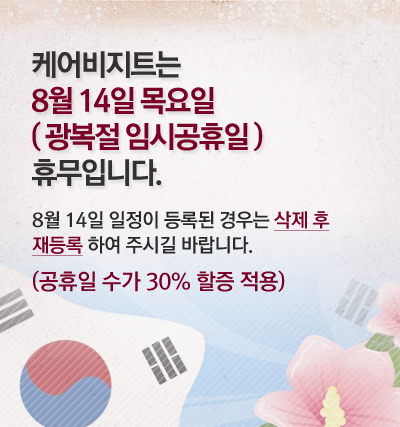 케어비지트는
8월 14일 목요일
( 광복절 임시공휴일 )
휴무입니다.
8월 14일 일정이 등록된 경우는 삭제 후
재등록 하여 주시길 바랍니다.
(공휴일 수가 30% 할증 적용)